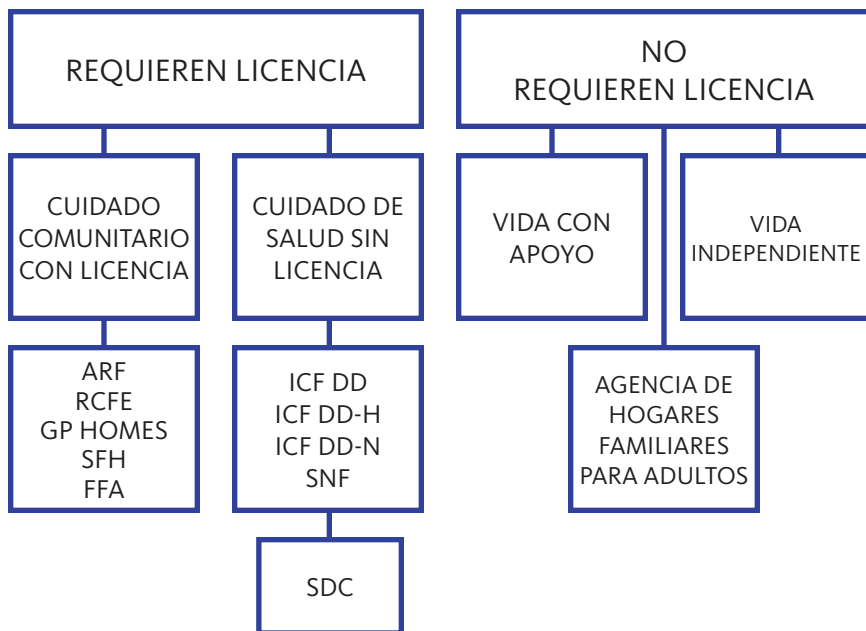 REQUIEREN LICENCIA
NO
REQUIEREN LICENCIA
CUIDADO
COMUNITARIO
CON LICENCIA
CUIDADO DE
SALUD SIN
LICENCIA
VIDA CON
APOYO
VIDA
INDEPENDIENTE
ARF
RCFE
GP HOMES
SFH
FFA
ICF DD
ICF DD-H
ICF DD-N
SNF
AGENCIA DE
HOGARES
FAMILIARES
PARA ADULTOS
SDC